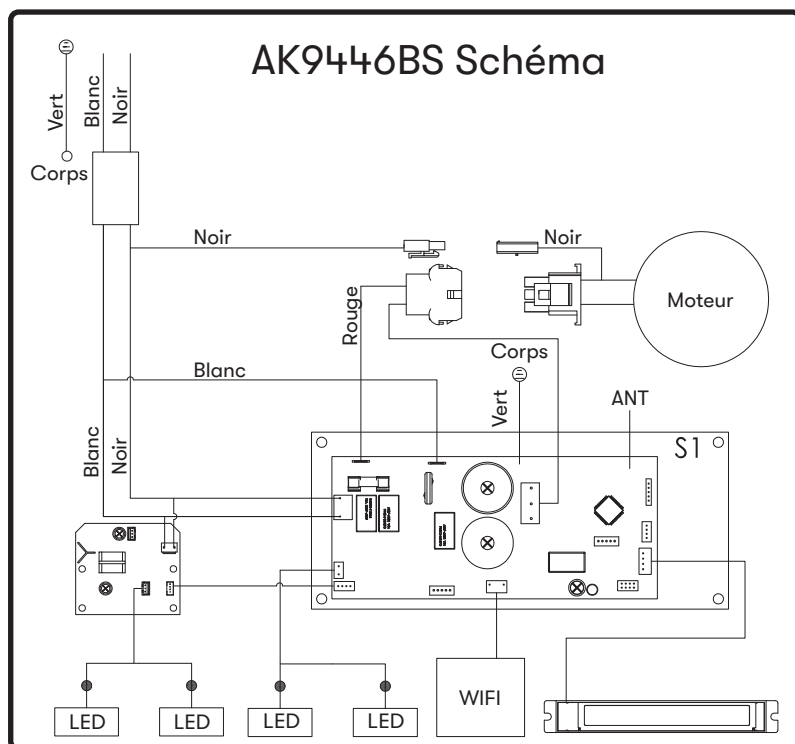 AK9446BS Schéma
Vert
Blanc
Noir
Corps
Noir
Noir
Rouge
Moteur
Corps
Blanc
Vert
ANT
Blanc
Noir
S1
LED
LED
LED
LED
WIFI